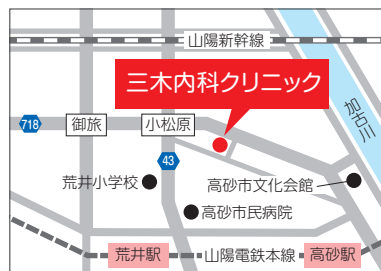 山陽新幹線
三木内科クリニック
加古川
718
御旅
小松原
43
荒井小学校
高砂市文化会館
高砂市民病院
荒井駅
山陽電鉄本線
高砂駅